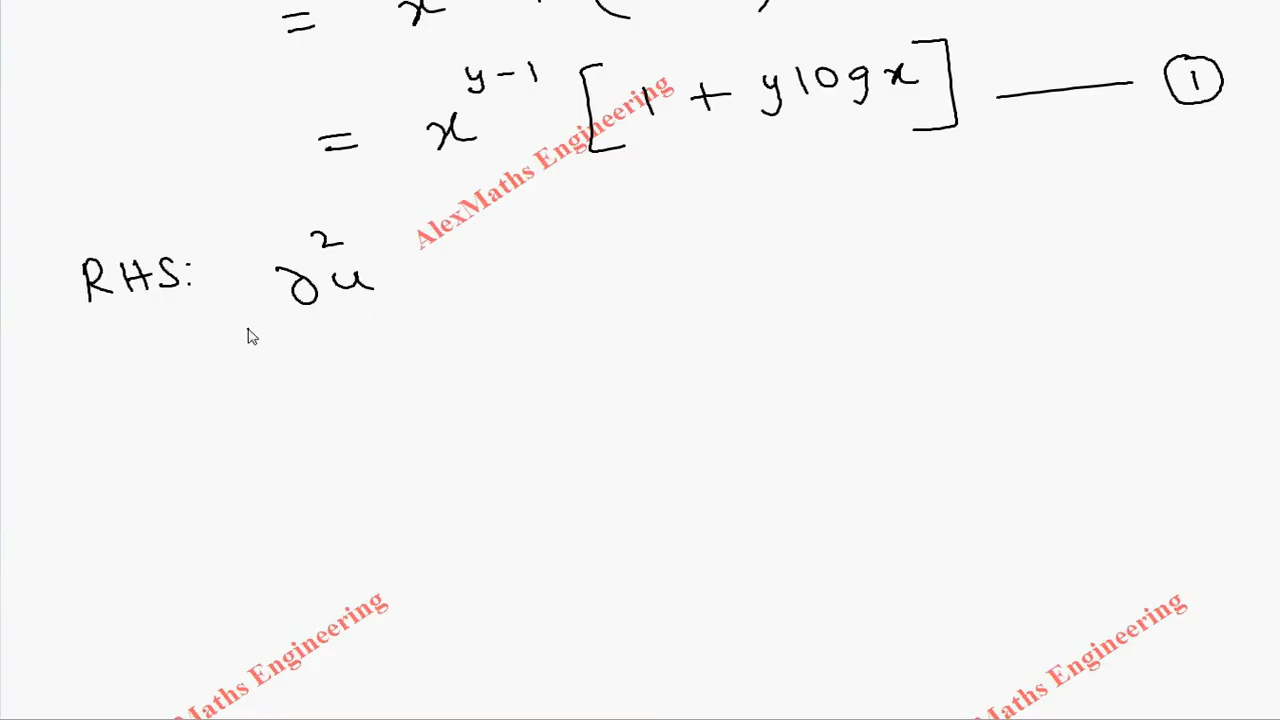 = x
= x^{y-1} [1 + y log x] —— ①
AlexMaths Engineering
RHS: ∂²u
Maths Engineering
Maths Engineering